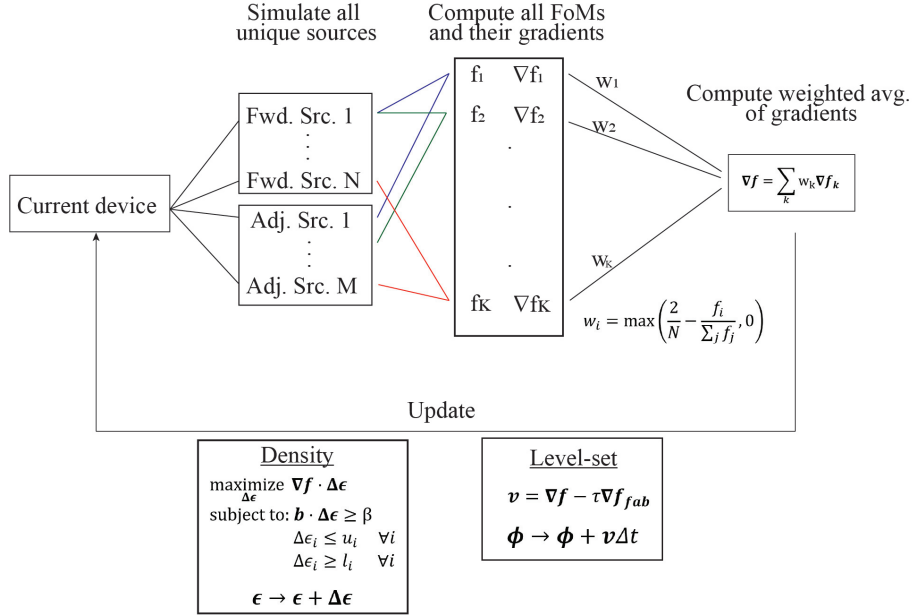 Simulate all
unique sources
Compute all FoMs
and their gradients
Compute weighted avg.
of gradients
Current device
Fwd. Src. 1
.
.
.
Fwd. Src. N
Adj. Src. 1
.
.
.
Adj. Src. M
f₁ ∇f₁
f₂ ∇f₂
.
.
.
fK ∇fK
W₁
W₂
Wₖ
∇f = ∑ₖ wₖ∇fₖ
wᵢ = max(2/N − fᵢ/∑ⱼ fⱼ, 0)
Update
Density
maximize ∇f · Δϵ
Δϵ
subject to: b · Δϵ ≥ β
Δϵᵢ ≤ uᵢ ∀i
Δϵᵢ ≥ lᵢ ∀i
ϵ → ϵ + Δϵ
Level-set
v = ∇f − τ∇f_fab
ϕ → ϕ + vΔt